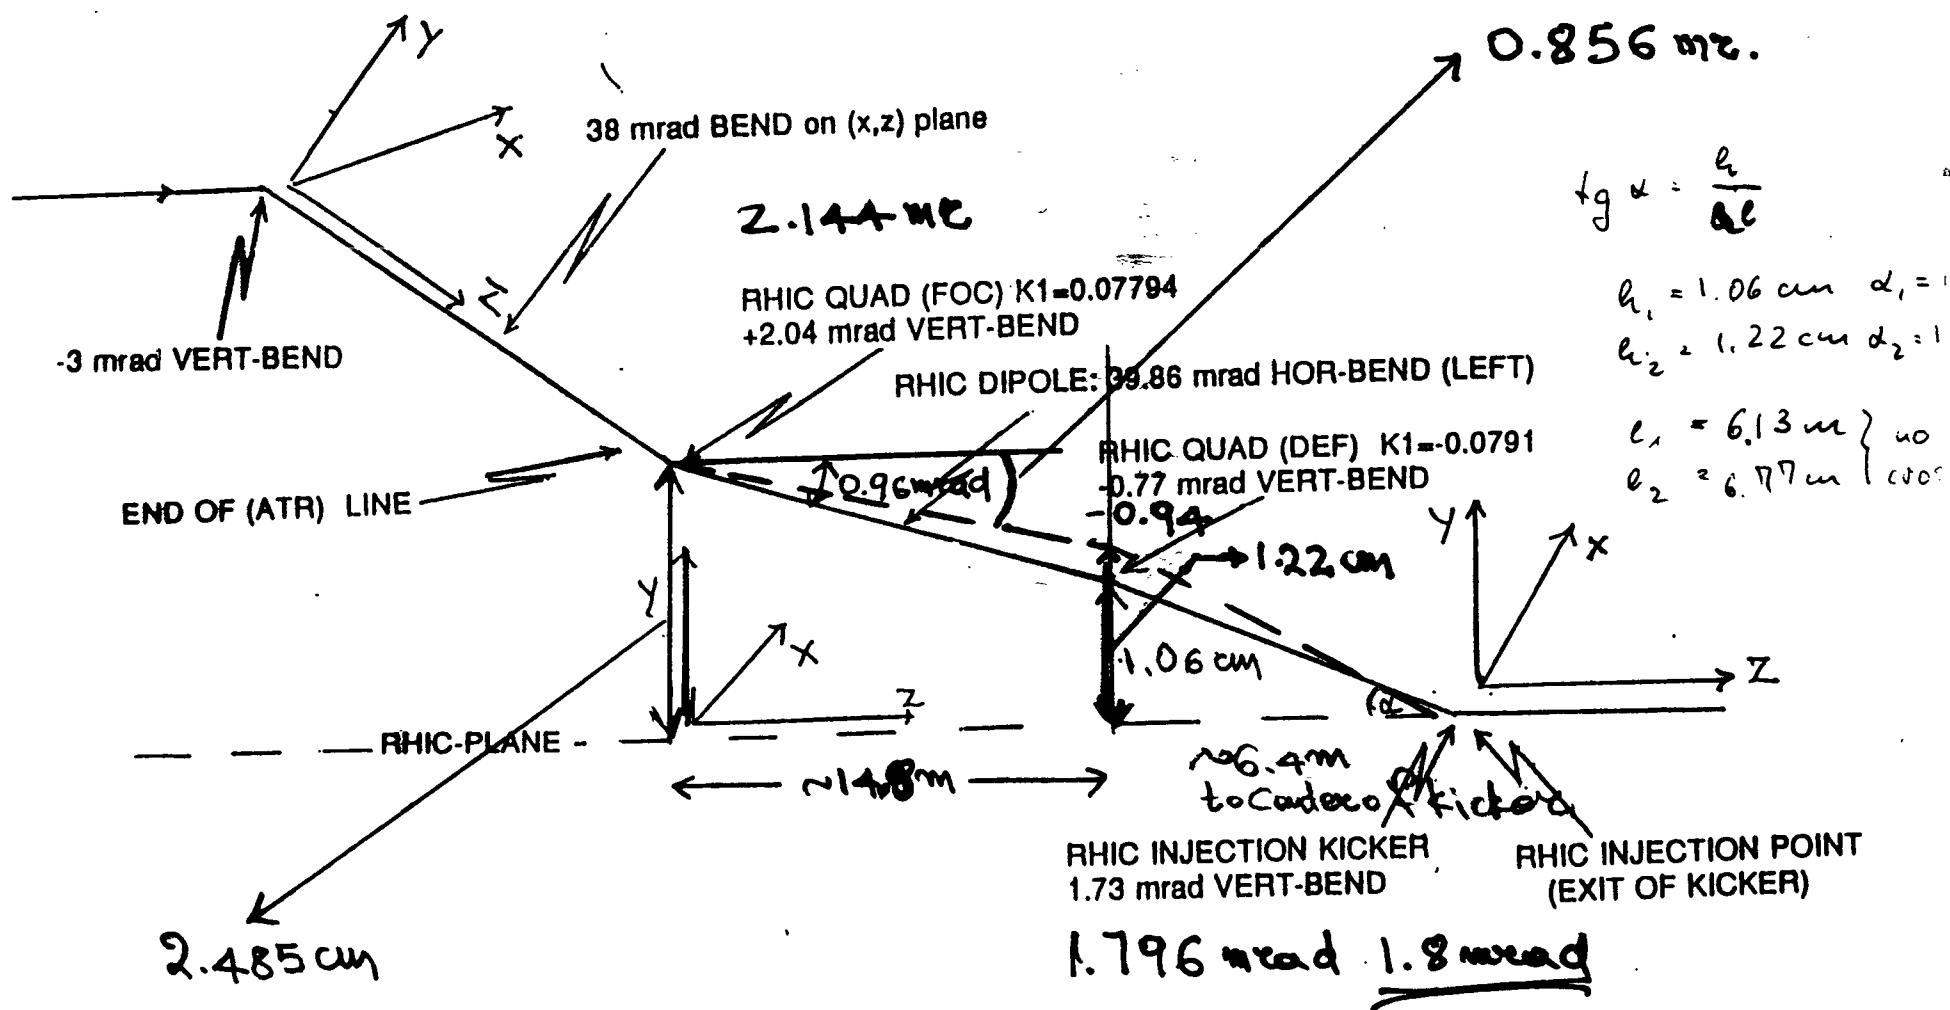 Y
0.856 mr.
X
38 mrad BEND on (x,z) plane
tg α = h
2.144 mr
Z
RHIC QUAD (FOC) K1=0.07794
+2.04 mrad VERT-BEND
h₁ = 1.06 cm α₁ =
h₂ = 1.22 cm α₂ = 1
-3 mrad VERT-BEND
RHIC DIPOLE: 39.86 mrad HOR-BEND (LEFT)
l₁ = 6.13 m } no
l₂ = 6.77 m
RHIC QUAD (DEF) K1=-0.0791
-0.77 mrad VERT-BEND
-0.94
0.96 mrad
END OF (ATR) LINE
Y
X
1.22 cm
Y
X
1.06 cm
Z
Z
α
RHIC-PLANE
~14.8 m
~6.4 m
kicker
RHIC INJECTION KICKER
1.73 mrad VERT-BEND
RHIC INJECTION POINT
(EXIT OF KICKER)
2.485 cm
1.796 mrad 1.8 mrad